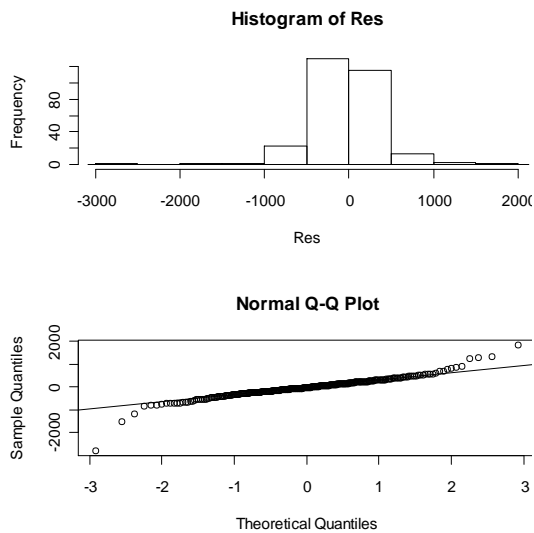 Histogram of Res
Frequency
0 40 80
-3000 -2000 -1000 0 1000 2000
Res
Normal Q-Q Plot
Sample Quantiles
-2000 0 2000
-3 -2 -1 0 1 2 3
Theoretical Quantiles